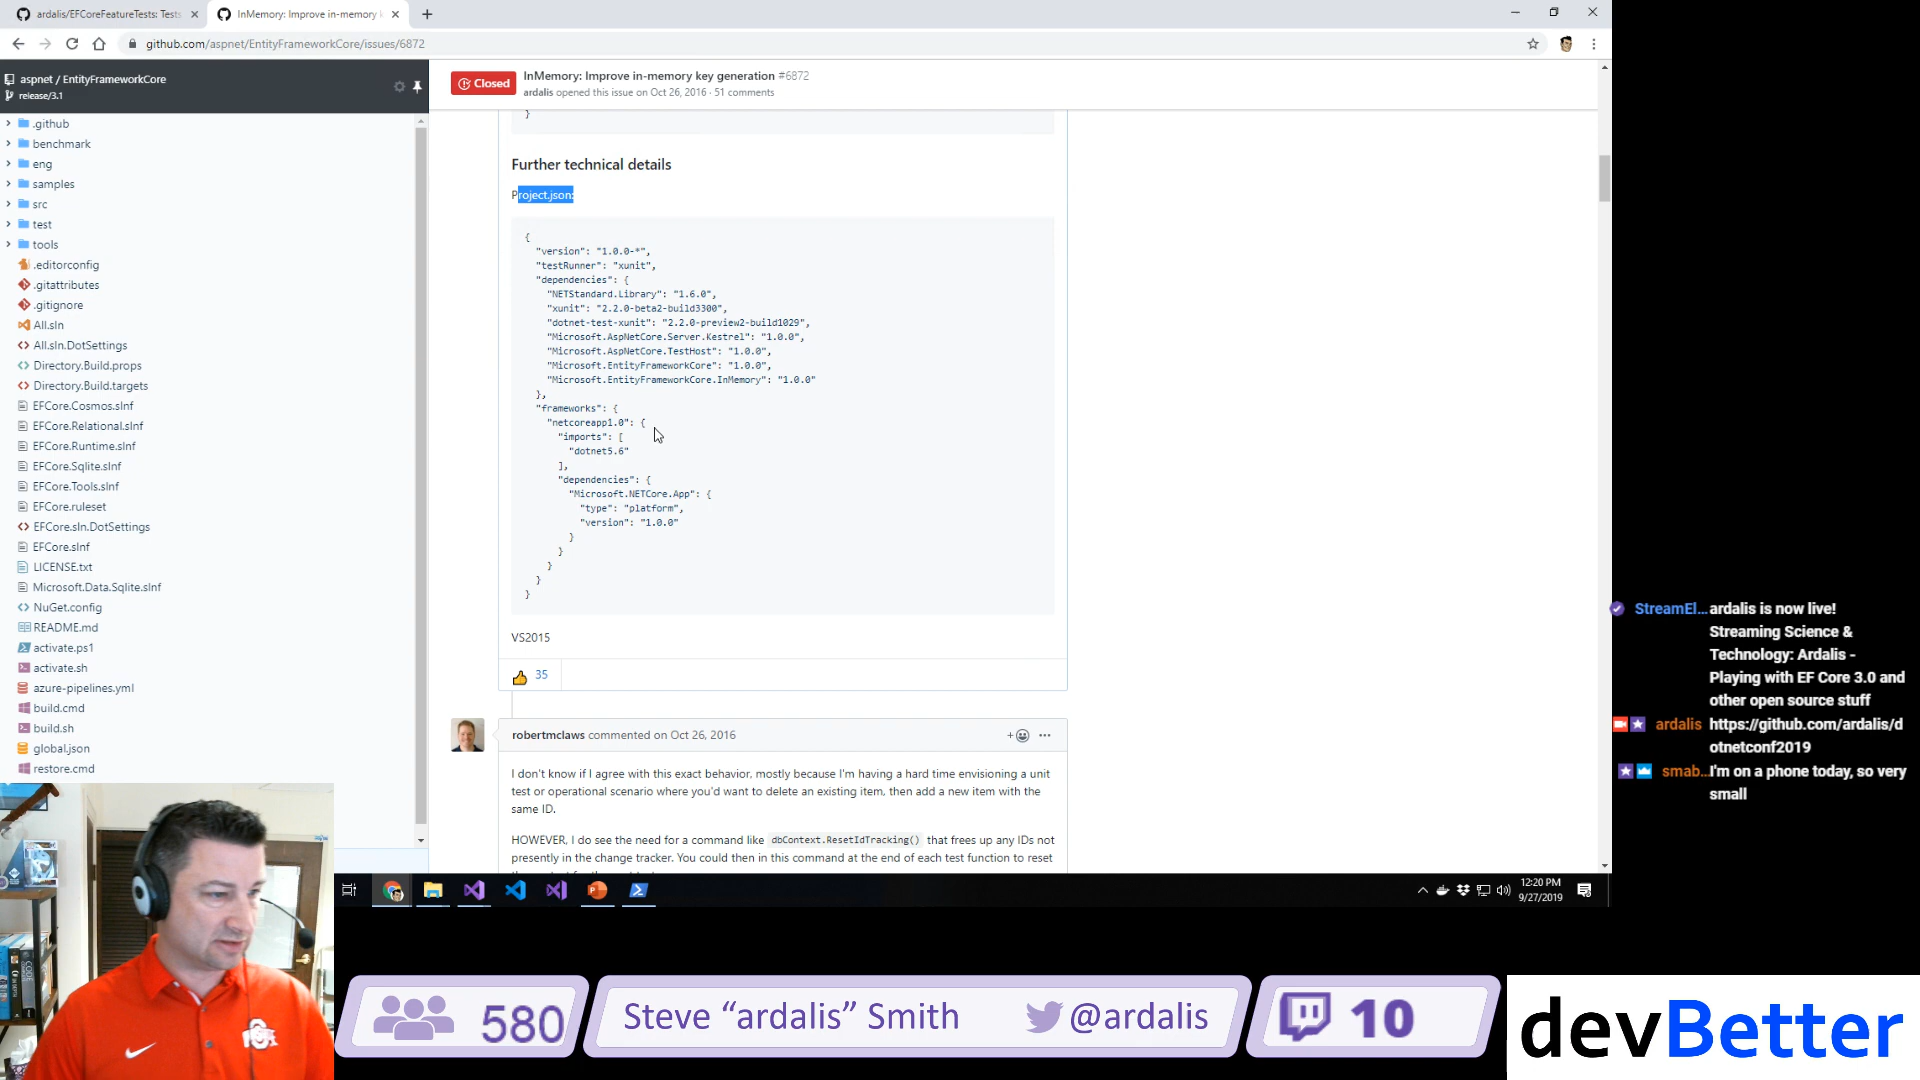 ardalis/EFCoreFeatureTests: Tests
InMemory: Improve in-memory k
github.com/aspnet/EntityFrameworkCore/issues/6872
aspnet / EntityFrameworkCore
release/3.1
.github
benchmark
eng
samples
src
test
tools
.editorconfig
.gitattributes
.gitignore
All.sln
All.sln.DotSettings
Directory.Build.props
Directory.Build.targets
EFCore.Cosmos.slnf
EFCore.Relational.slnf
EFCore.Runtime.slnf
EFCore.Sqlite.slnf
EFCore.Tools.slnf
EFCore.ruleset
EFCore.sln.DotSettings
EFCore.slnf
LICENSE.txt
Microsoft.Data.Sqlite.slnf
NuGet.config
README.md
activate.ps1
activate.sh
azure-pipelines.yml
build.cmd
build.sh
global.json
restore.cmd
Closed
InMemory: Improve in-memory key generation #6872
ardalis opened this issue on Oct 26, 2016 · 51 comments
}
Further technical details
Project.json:
{
"version": "1.0.0-*",
"testRunner": "xunit",
"dependencies": {
"NETStandard.Library": "1.6.0",
"xunit": "2.2.0-beta2-build3300",
"dotnet-test-xunit": "2.2.0-preview2-build1029",
"Microsoft.AspNetCore.Server.Kestrel": "1.0.0",
"Microsoft.AspNetCore.TestHost": "1.0.0",
"Microsoft.EntityFrameworkCore": "1.0.0",
"Microsoft.EntityFrameworkCore.InMemory": "1.0.0"
},
"frameworks": {
"netcoreapp1.0": {
"imports": [
"dotnet5.6"
],
"dependencies": {
"Microsoft.NETCore.App": {
"type": "platform",
"version": "1.0.0"
}
}
}
}
}
VS2015
35
robertmclaws commented on Oct 26, 2016
I don't know if I agree with this exact behavior, mostly because I'm having a hard time envisioning a unit
test or operational scenario where you'd want to delete an existing item, then add a new item with the
same ID.
HOWEVER, I do see the need for a command like dbContext.ResetIdTracking() that frees up any IDs not
presently in the change tracker. You could then in this command at the end of each test function to reset
12:20 PM
9/27/2019
StreamEl... ardalis is now live!
Streaming Science &
Technology: Ardalis -
Playing with EF Core 3.0 and
other open source stuff
ardalis https://github.com/ardalis/d
otnetconf2019
smab... I'm on a phone today, so very
small
580
Steve "ardalis" Smith
@ardalis
10
devBetter